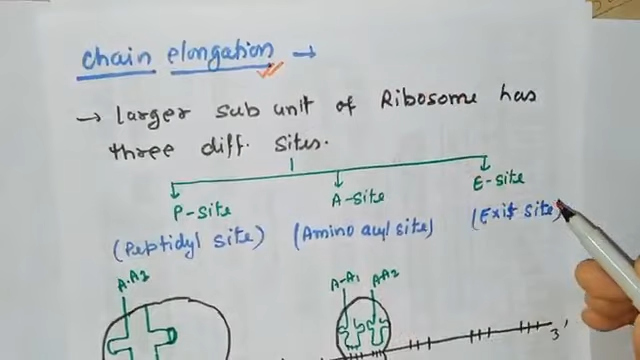 Chain elongation →
→ Larger sub unit of Ribosome has
three diff. sites.
P-site A-site E-site
(Peptidyl site) (Amino acyl site) (Exit site)
A-A2 A-A1 AA2
3'